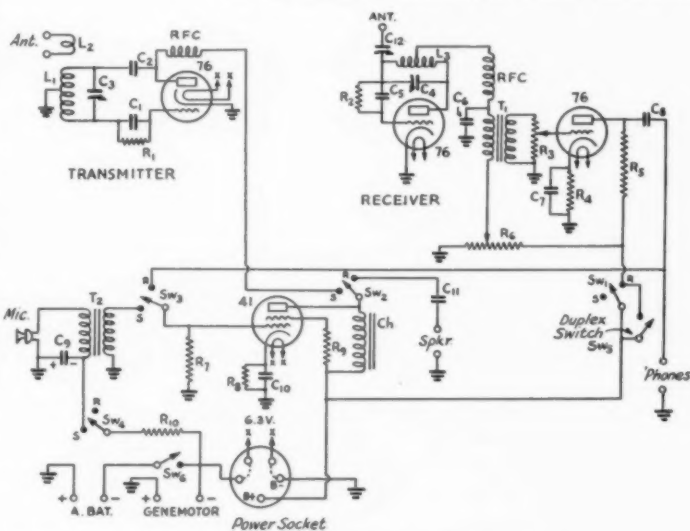 Ant.
L2
L1
C3
C2
RFC
76
x x
C1
R1
TRANSMITTER
ANT.
C12
L3
RFC
R2
C5
C4
76
C6
T1
R3
76
C8
R5
C7
R4
RECEIVER
R6
Mic.
T2
C9
+ -
R
S
Sw3
R7
41
x x
R8
C10
R9
R
S
Sw2
Ch
C11
Spkr.
R
S
Sw1
Duplex
Switch
Sw5
'Phones
R
S
Sw4
R10
Sw6
6.3V.
x x
B-
B+
+ - + -
A. BAT. GENEMOTOR
Power Socket